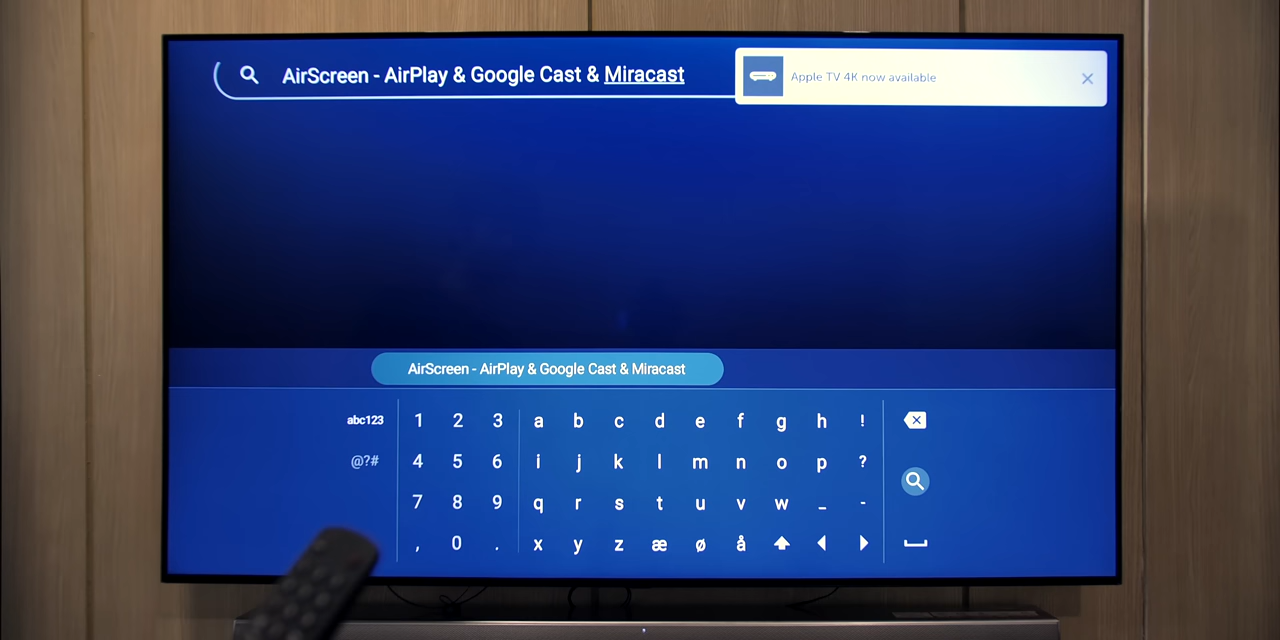 AirScreen - AirPlay & Google Cast & Miracast
Apple TV 4K now available
AirScreen - AirPlay & Google Cast & Miracast
abc123 1 2 3 a b c d e f g h !
@?# 4 5 6 i j k l m n o p ?
7 8 9 q r s t u v w _ -
, 0 . x y z æ ø å